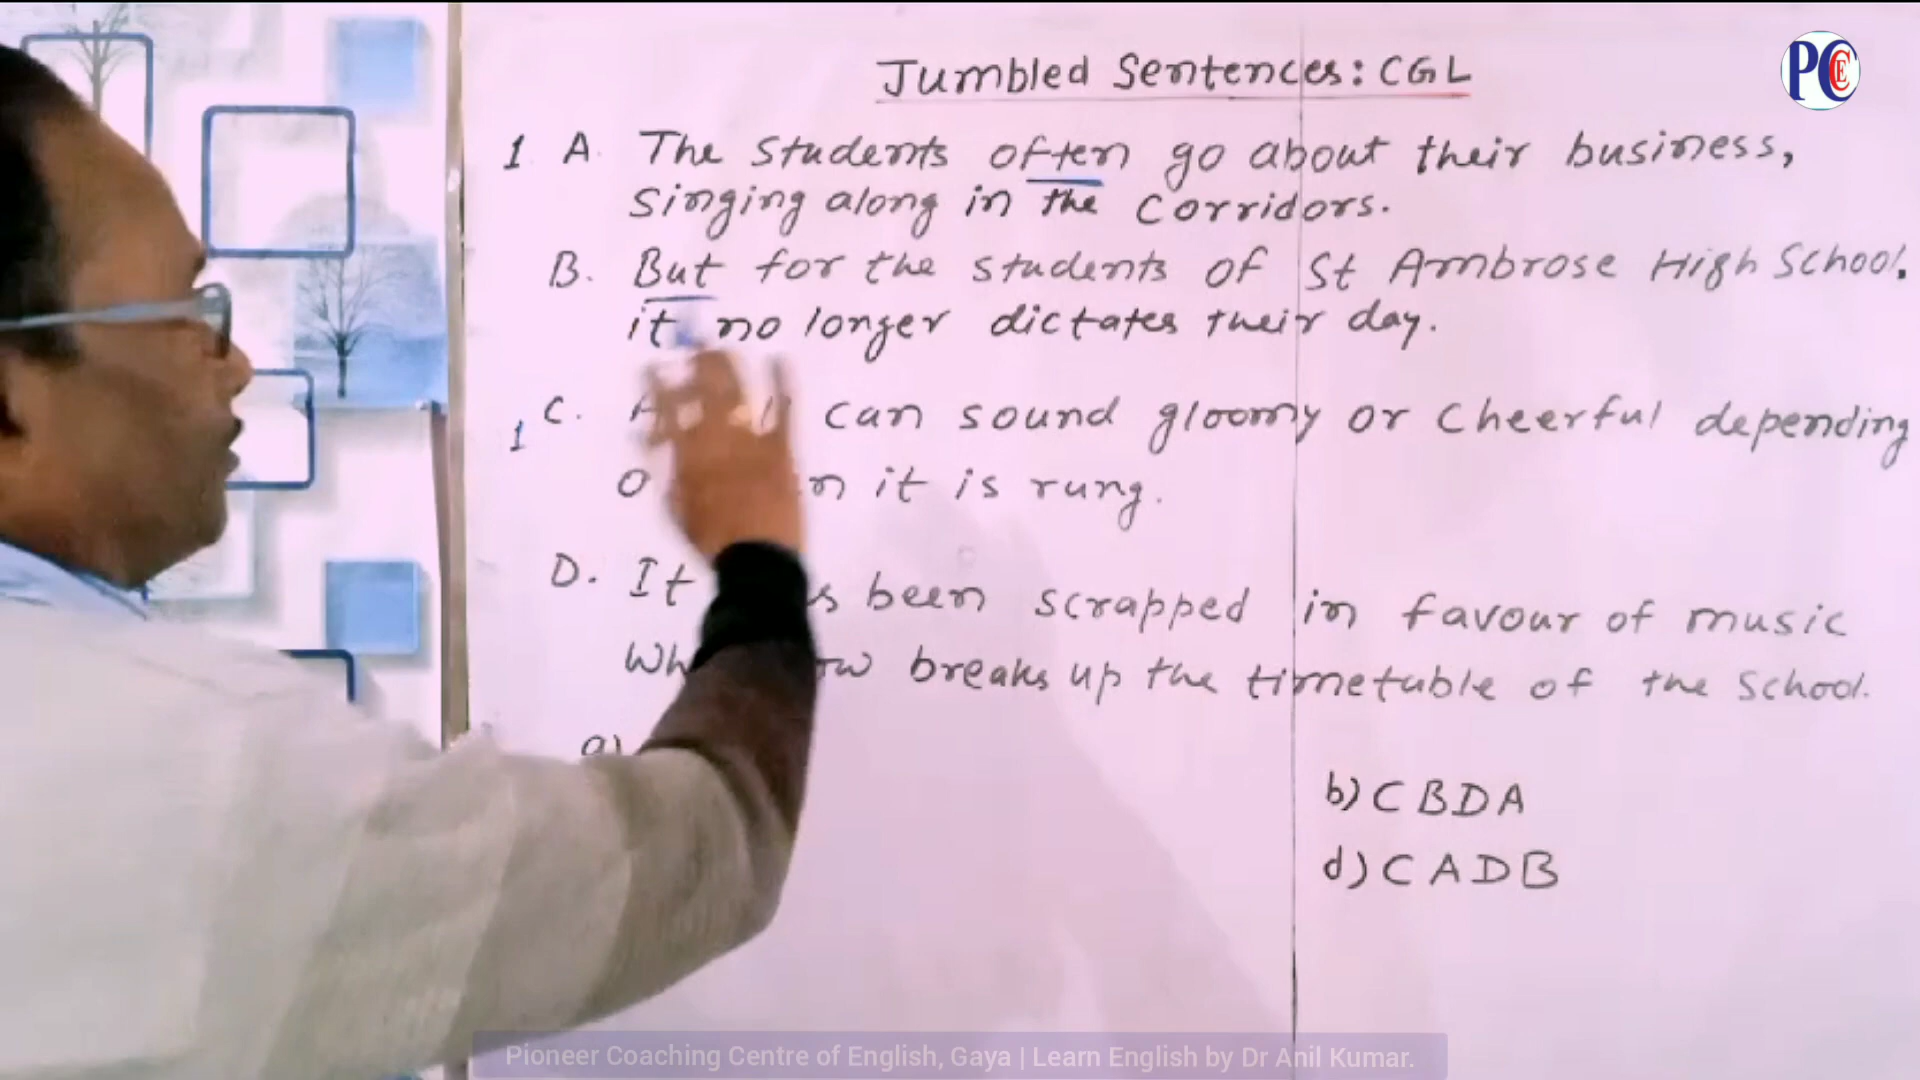 PCCE
Jumbled Sentences: CGL
1 A. The students often go about their business,
singing along in the corridors.
B. But for the students of St Ambrose High School,
it no longer dictates their day.
1 C. can sound gloomy or cheerful depending
it is rung.
D. It been scrapped in favour of music
breaks up the timetable of the school.
a)
b) C B D A
d) C A D B
Pioneer Coaching Centre of English, Gaya | Learn English by Dr Anil Kumar.